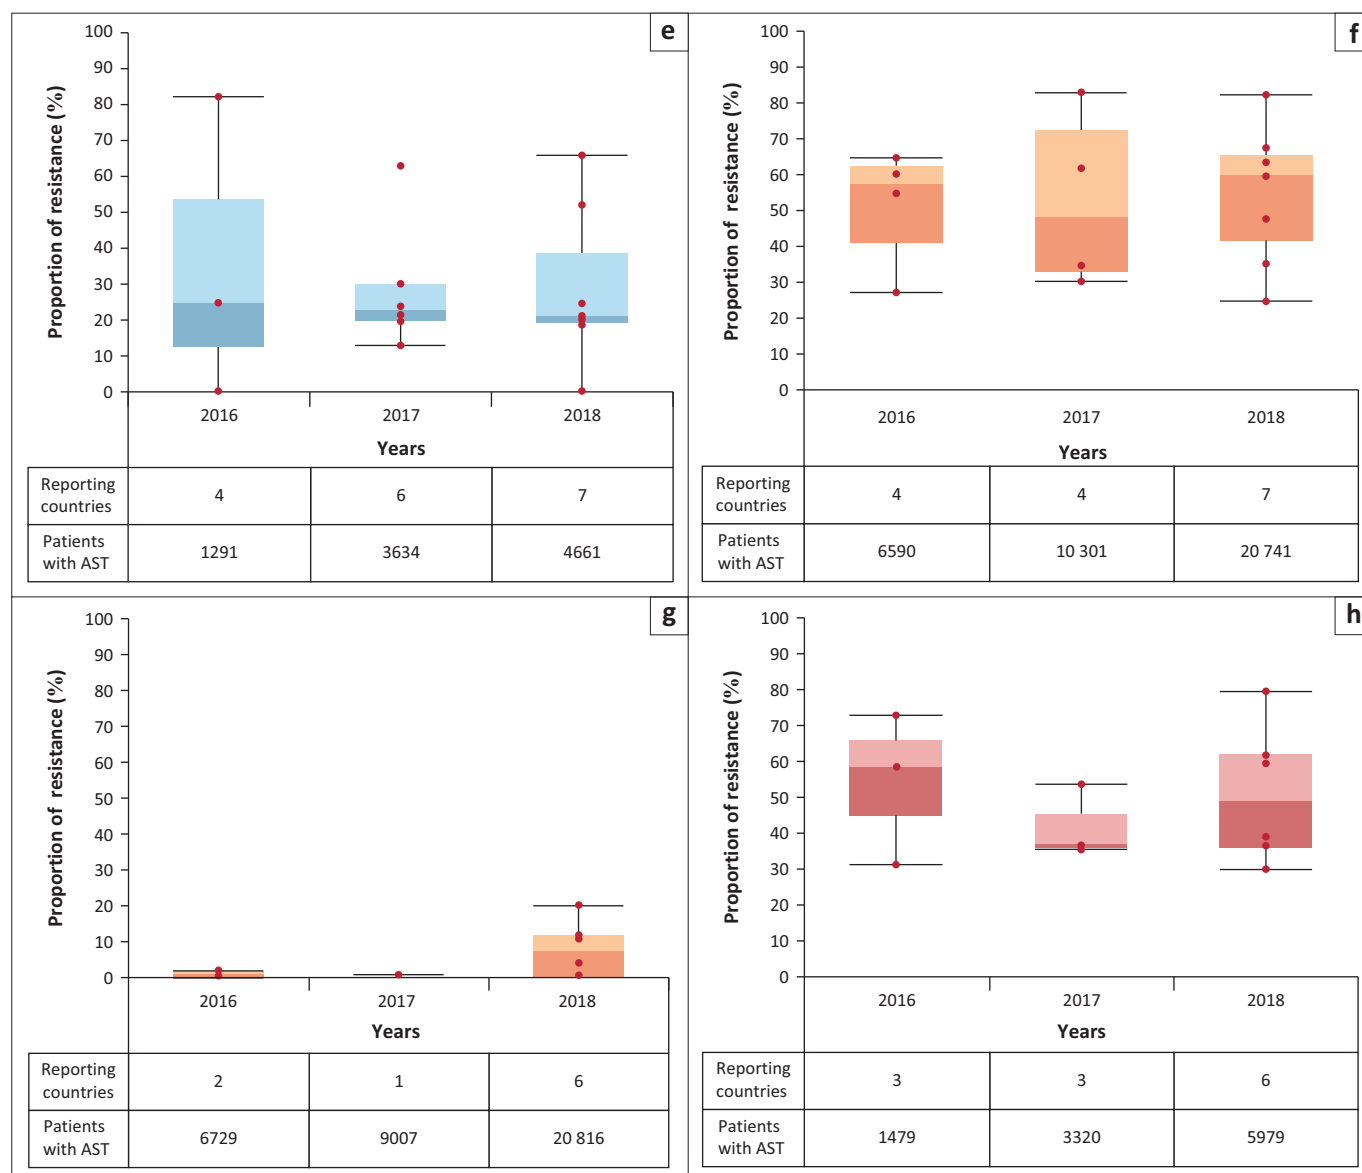 e
Proportion of resistance (%)
100
90
80
70
60
50
40
30
20
10
0
2016 2017 2018
Years
Reporting countries 4 6 7
Patients with AST 1291 3634 4661
f
Proportion of resistance (%)
100
90
80
70
60
50
40
30
20
10
0
2016 2017 2018
Years
Reporting countries 4 4 7
Patients with AST 6590 10 301 20 741
g
Proportion of resistance (%)
100
90
80
70
60
50
40
30
20
10
0
2016 2017 2018
Years
Reporting countries 2 1 6
Patients with AST 6729 9007 20 816
h
Proportion of resistance (%)
100
90
80
70
60
50
40
30
20
10
0
2016 2017 2018
Years
Reporting countries 3 3 6
Patients with AST 1479 3320 5979